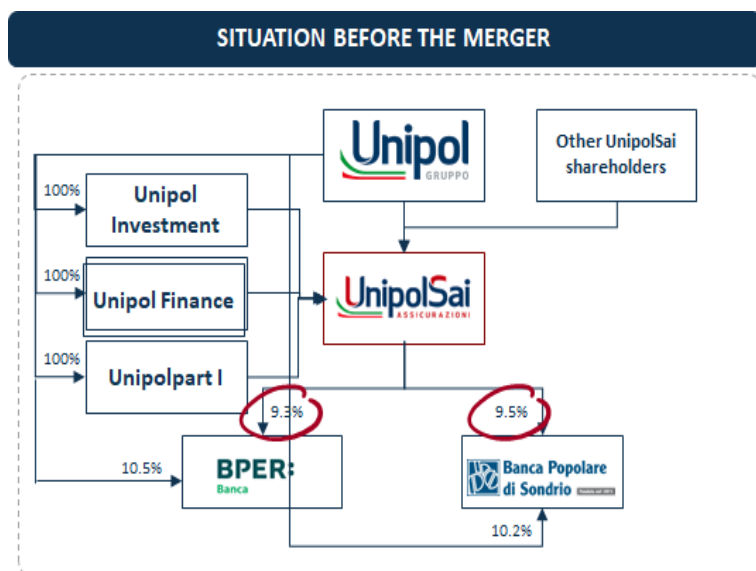 SITUATION BEFORE THE MERGER
Unipol
GRUPPO
Other UnipolSai
shareholders
100%
Unipol
Investment
100%
Unipol Finance
UnipolSai
ASSICURAZIONI
100%
Unipolpart I
9.3%
9.5%
10.5%
BPER:
Banca
Banca Popolare
di Sondrio
10.2%